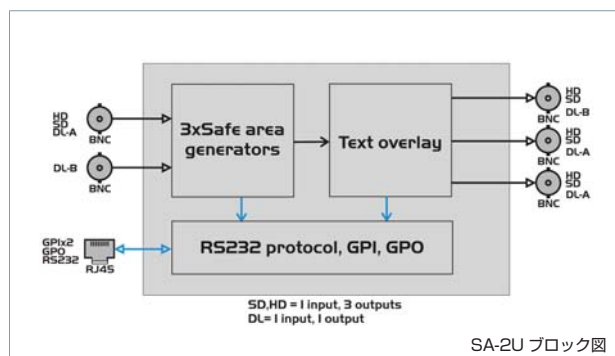 HD
SD
DL-A
BNC
DL-B
BNC
3xSafe area
generators
Text overlay
HD
SD
DL-B
BNC
HD
SD
DL-A
BNC
HD
SD
DL-A
BNC
GPIx2
GPO
RS232
RJ45
RS232 protocol, GPI, GPO
SD,HD = 1 input, 3 outputs
DL= 1 input, 1 output
SA-2U ブロック図